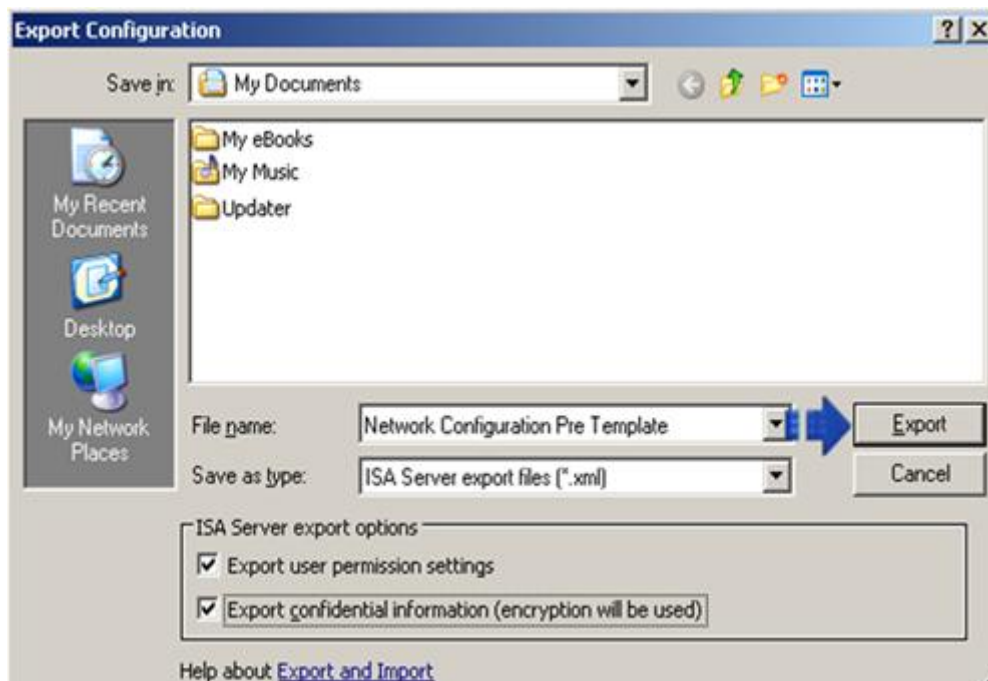 Export Configuration
Save in: My Documents
My Recent Documents
Desktop
My Network Places
My eBooks
My Music
Updater
File name: Network Configuration Pre Template Export
Save as type: ISA Server export files (*.xml) Cancel
ISA Server export options
Export user permission settings
Export confidential information (encryption will be used)
Help about Export and Import